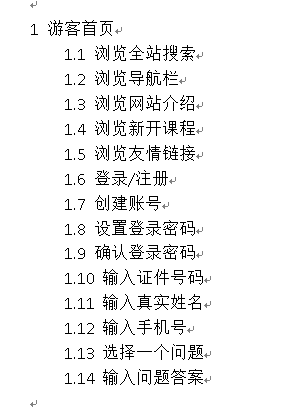 1 游客首页
1.1 浏览全站搜索
1.2 浏览导航栏
1.3 浏览网站介绍
1.4 浏览新开课程
1.5 浏览友情链接
1.6 登录/注册
1.7 创建账号
1.8 设置登录密码
1.9 确认登录密码
1.10 输入证件号码
1.11 输入真实姓名
1.12 输入手机号
1.13 选择一个问题
1.14 输入问题答案